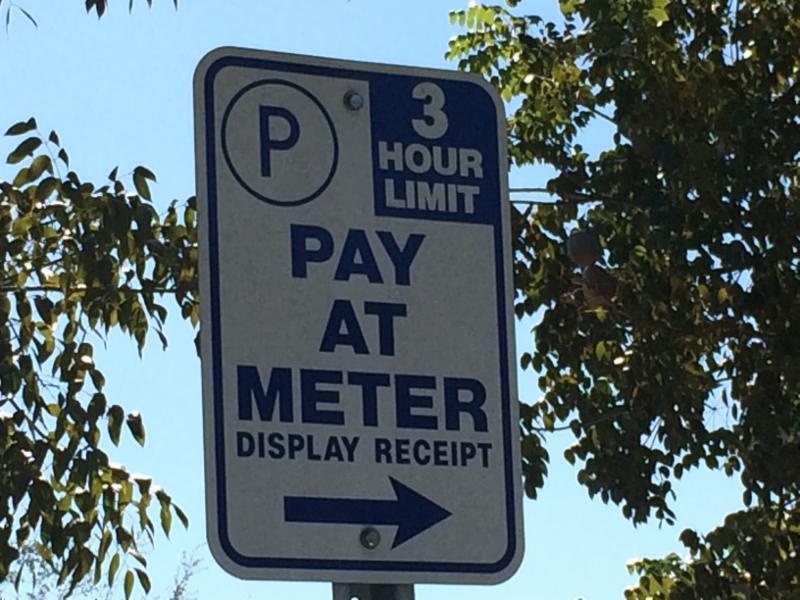 P
3
HOUR
LIMIT
PAY
AT
METER
DISPLAY RECEIPT